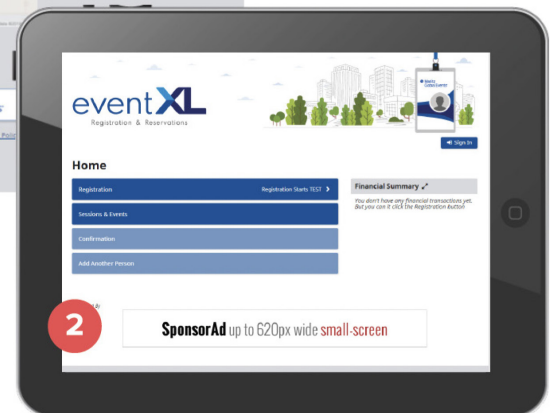 event XL
Registration & Reservations
Sign In
Home
Registration
Registration Starts TEST
Financial Summary
You don't have any financial transactions yet.
But you can it click the Registration Button
Sessions & Events
Confirmation
Add Another Person
2
SponsorAd up to 620px wide small-screen